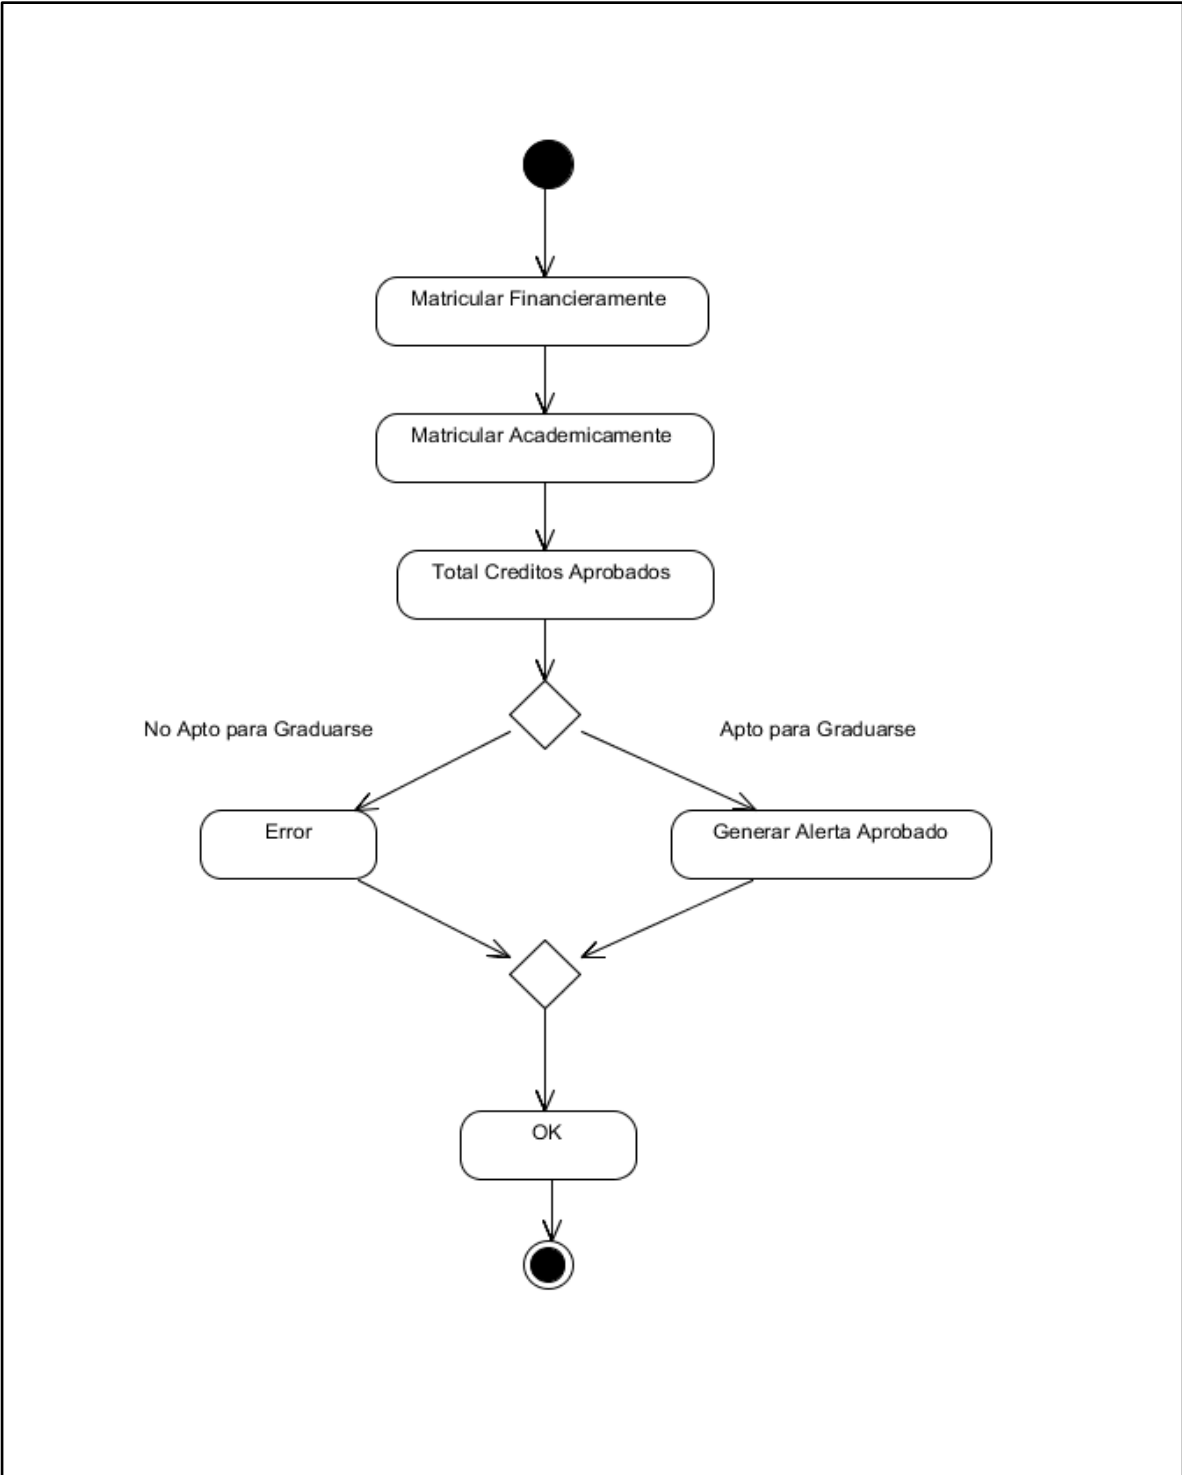 Matricular Financieramente
Matricular Academicamente
Total Creditos Aprobados
No Apto para Graduarse
Apto para Graduarse
Error
Generar Alerta Aprobado
OK